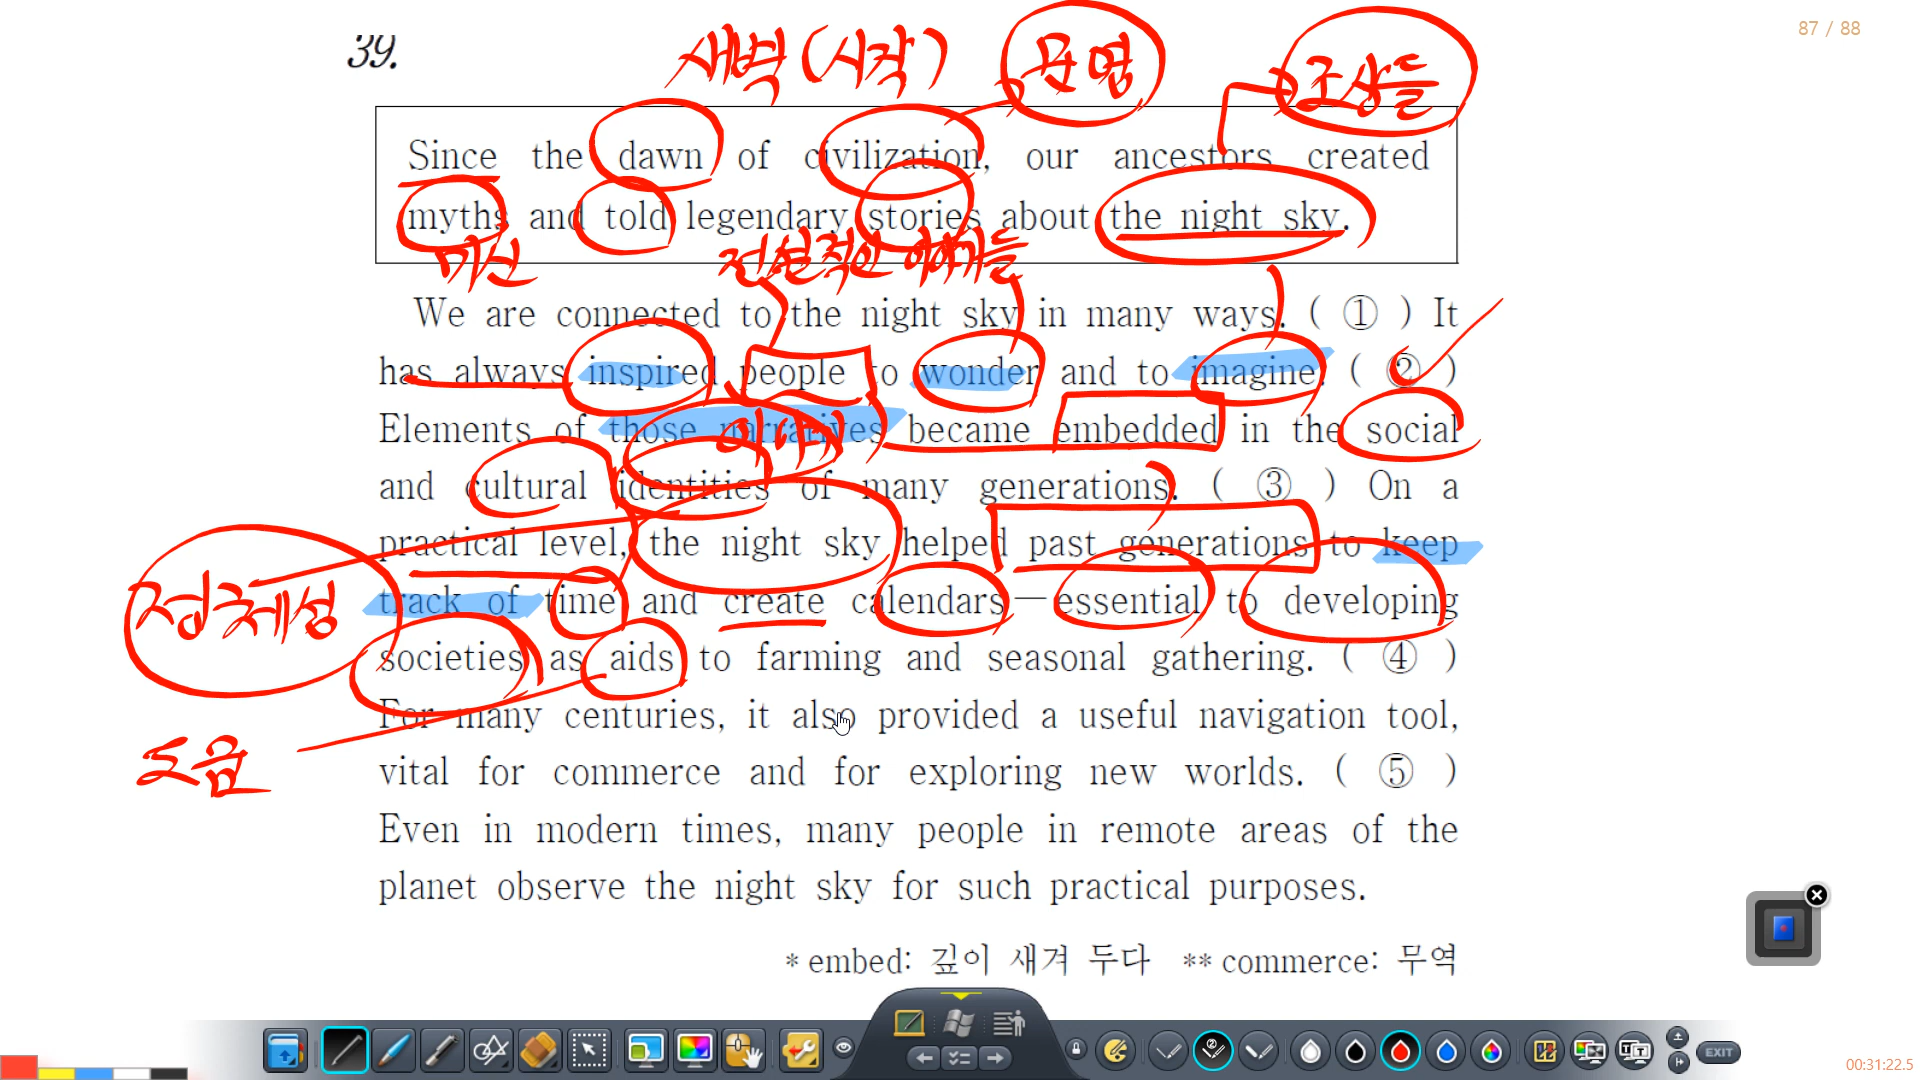 87 / 88
39.
새벽(시작)
문명
조상들
Since the dawn of civilization, our ancestors created
myths and told legendary stories about the night sky.
미신
전설적인 이야기들
We are connected to the night sky in many ways. ( ① ) It
has always inspired people to wonder and to imagine. ( ② )
Elements of those narratives became embedded in the social
이야기
and cultural identities of many generations. ( ③ ) On a
practical level, the night sky helped past generations to keep
정체성
track of time and create calendars—essential to developing
societies as aids to farming and seasonal gathering. ( ④ )
For many centuries, it also provided a useful navigation tool,
도움
vital for commerce and for exploring new worlds. ( ⑤ )
Even in modern times, many people in remote areas of the
planet observe the night sky for such practical purposes.
* embed: 깊이 새겨 두다 ** commerce: 무역
EXIT
00:31:22.5